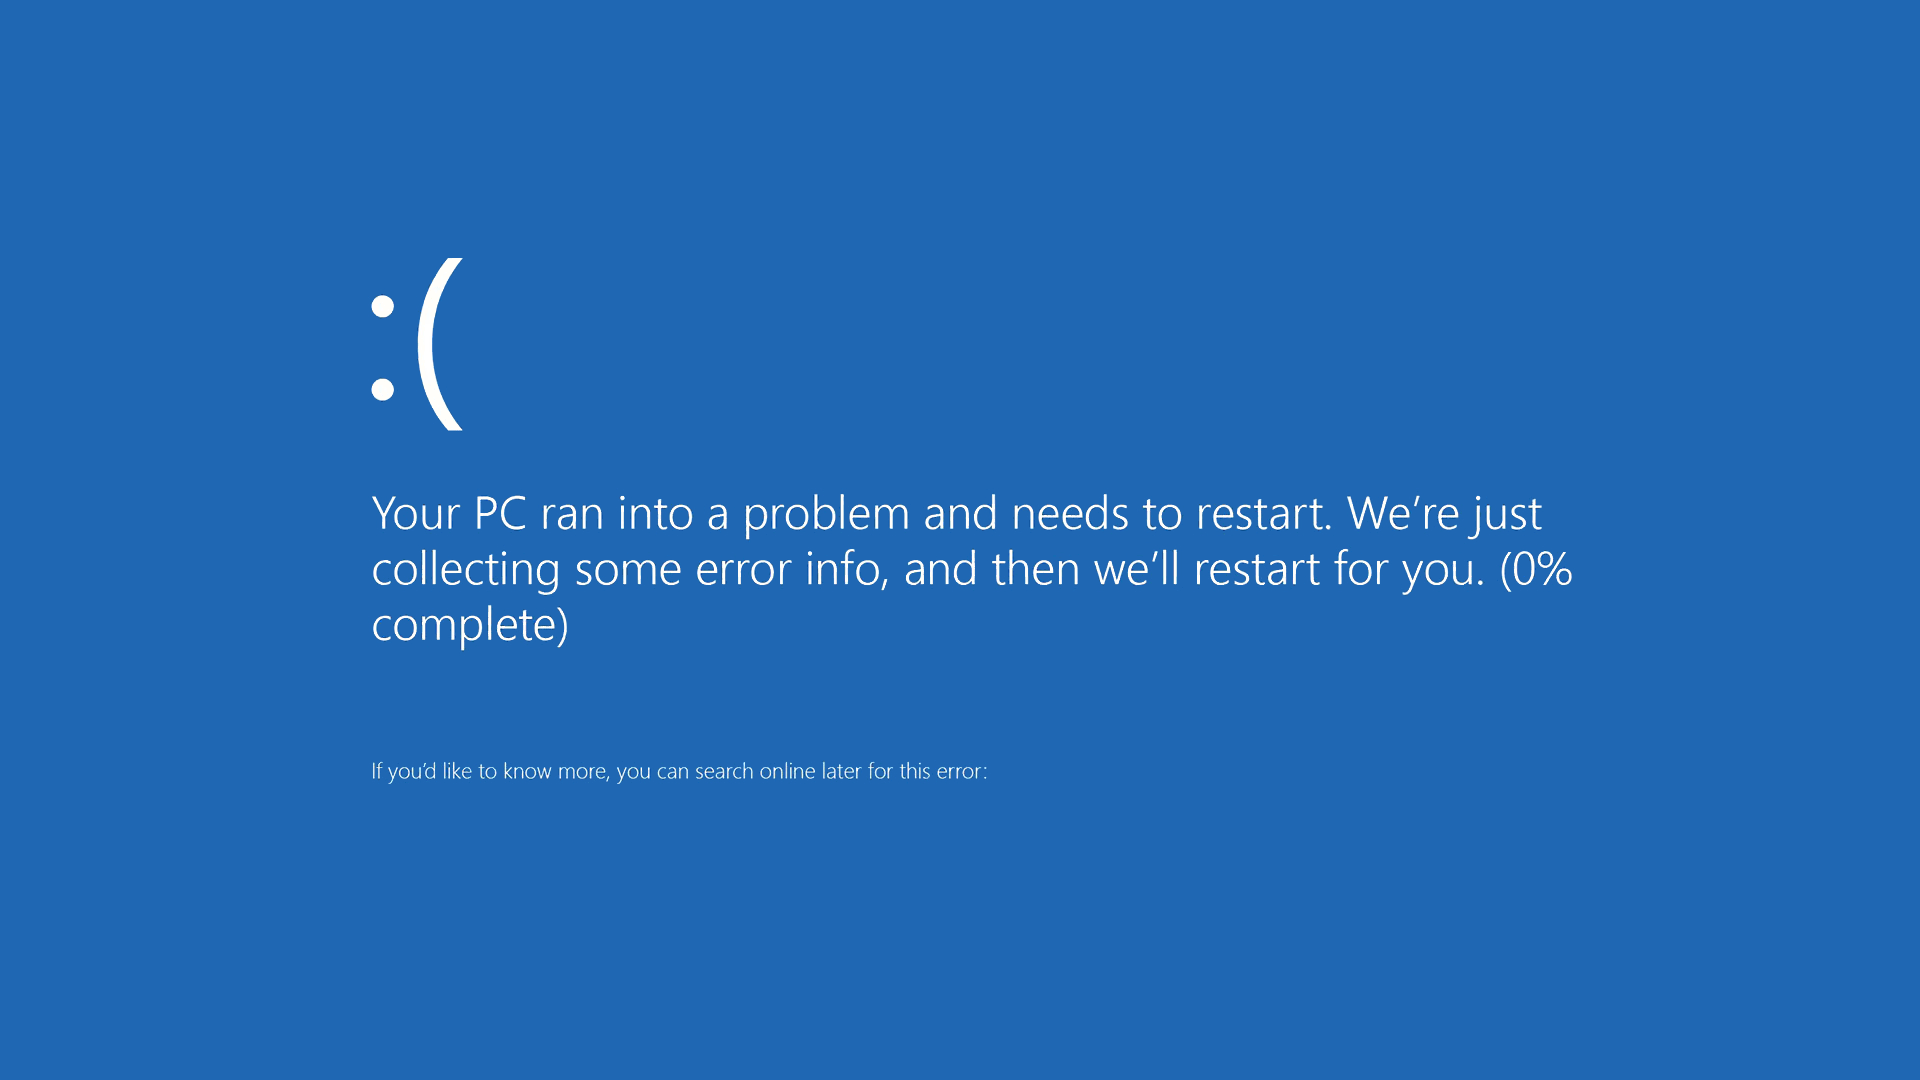 :(
Your PC ran into a problem and needs to restart. We’re just
collecting some error info, and then we’ll restart for you. (0%
complete)
If you’d like to know more, you can search online later for this error: